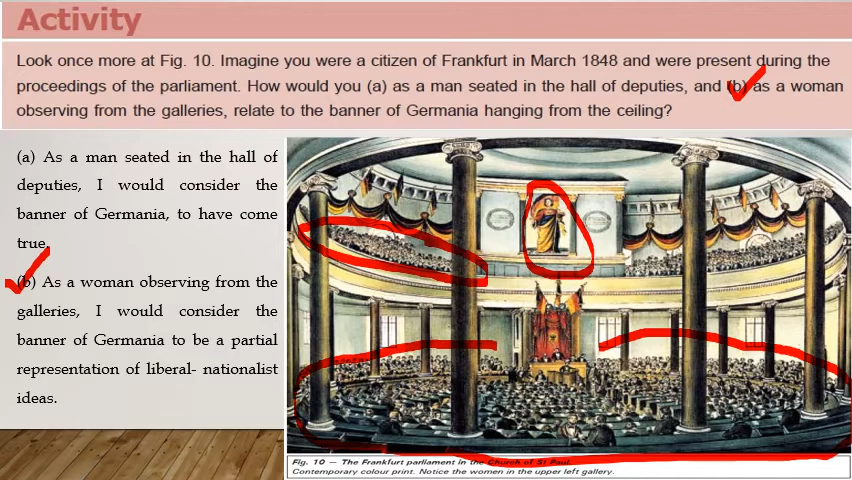 Activity
Look once more at Fig. 10. Imagine you were a citizen of Frankfurt in March 1848 and were present during the
proceedings of the parliament. How would you (a) as a man seated in the hall of deputies, and (b) as a woman
observing from the galleries, relate to the banner of Germania hanging from the ceiling?
(a) As a man seated in the hall of
deputies, I would consider the
banner of Germania, to have come
true.
(b) As a woman observing from the
galleries, I would consider the
banner of Germania to be a partial
representation of liberal- nationalist
ideas.
Fig. 10 — The Frankfurt parliament in the Church of St Paul.
Contemporary colour print. Notice the women in the upper left gallery.